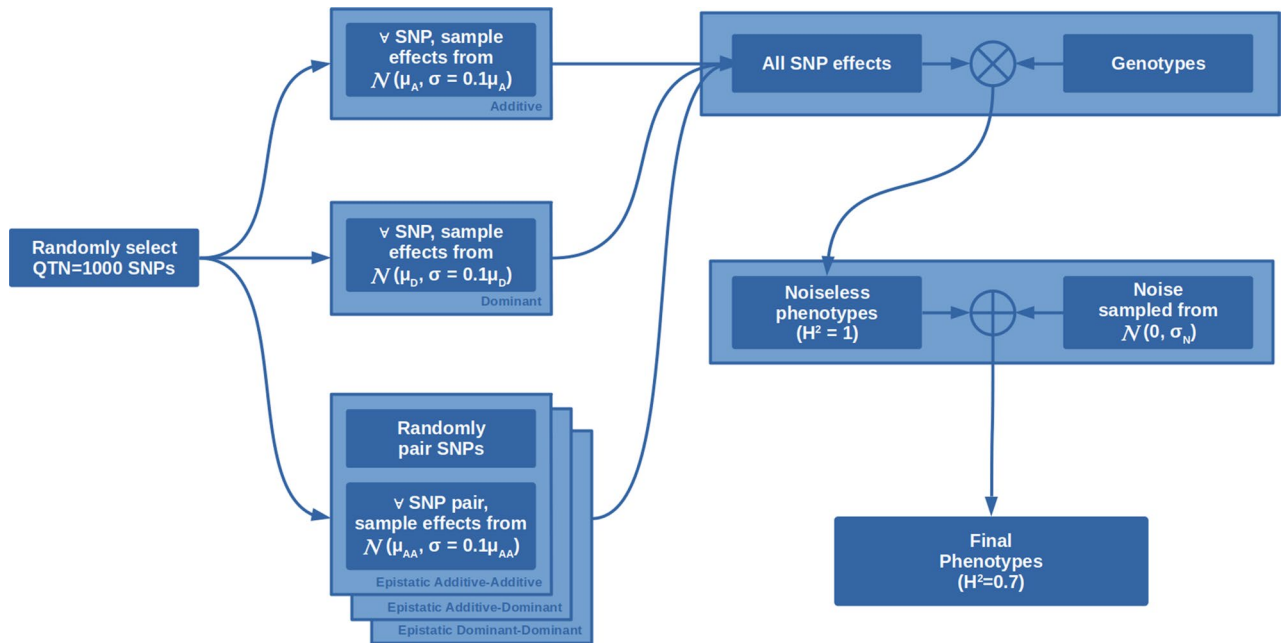 Randomly select
QTN=1000 SNPs
∀ SNP, sample
effects from
N(μA, σ = 0.1μA)
Additive
∀ SNP, sample
effects from
N(μD, σ = 0.1μD)
Dominant
Randomly
pair SNPs
∀ SNP pair,
sample effects from
N(μAA, σ = 0.1μAA)
Epistatic Additive-Additive
Epistatic Additive-Dominant
Epistatic Dominant-Dominant
All SNP effects
Genotypes
Noiseless
phenotypes
(H² = 1)
Noise
sampled from
N(0, σN)
Final
Phenotypes
(H²=0.7)